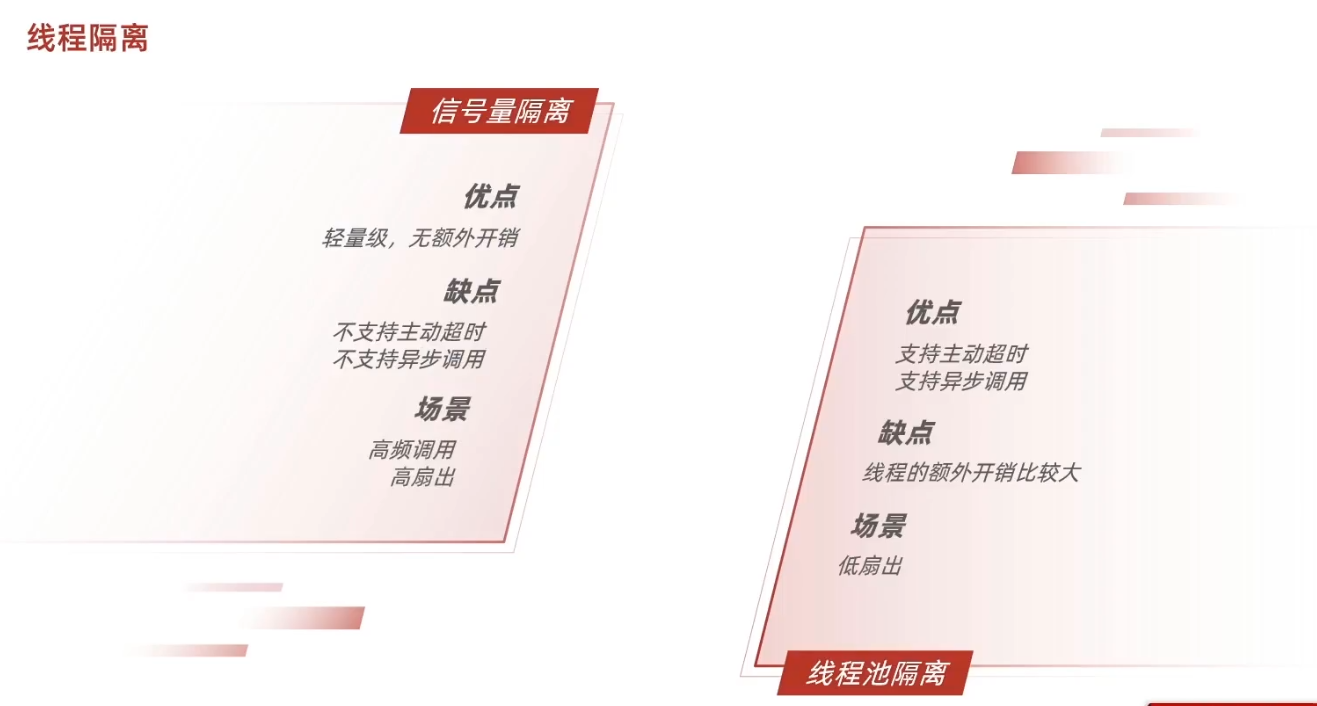 线程隔离
信号量隔离
优点
轻量级，无额外开销
缺点
不支持主动超时
不支持异步调用
场景
高频调用
高扇出
优点
支持主动超时
支持异步调用
缺点
线程的额外开销比较大
场景
低扇出
线程池隔离